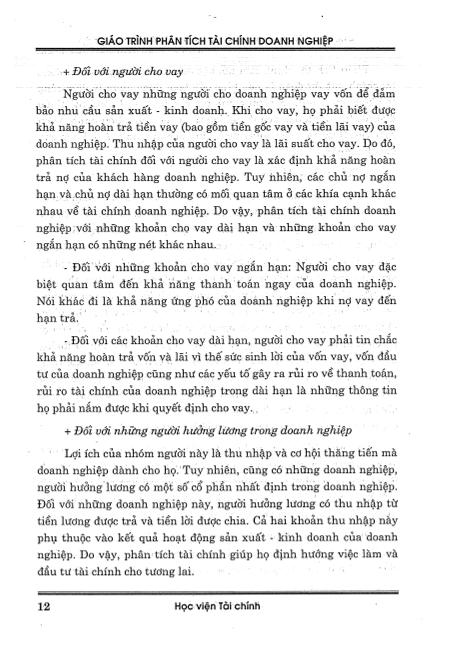 GIÁO TRÌNH PHÂN TÍCH TÀI CHÍNH DOANH NGHIỆP
+ Đối với người cho vay
Người cho vay những người cho doanh nghiệp vay vốn để đảm
bảo nhu cầu sản xuất - kinh doanh. Khi cho vay, họ phải biết được
khả năng hoàn trả tiền vay (bao gồm tiền gốc vay và tiền lãi vay) của
doanh nghiệp. Thu nhập của người cho vay là lãi suất cho vay. Do đó,
phân tích tài chính đối với người cho vay là xác định khả năng hoàn
trả nợ của khách hàng doanh nghiệp. Tuy nhiên, các chủ nợ ngắn
hạn và chủ nợ dài hạn thường có mối quan tâm ở các khía cạnh khác
nhau về tài chính doanh nghiệp. Do vậy, phân tích tài chính doanh
nghiệp với những khoản cho vay dài hạn và những khoản cho vay
ngắn hạn có những nét khác nhau.
- Đối với những khoản cho vay ngắn hạn: Người cho vay đặc
biệt quan tâm đến khả năng thanh toán ngay của doanh nghiệp.
Nói khác đi là khả năng ứng phó của doanh nghiệp khi nợ vay đến
hạn trả.
- Đối với các khoản cho vay dài hạn, người cho vay phải tin chắc
khả năng hoàn trả vốn và lãi vì thế sức sinh lời của vốn vay, vốn đầu
tư của doanh nghiệp cũng như các yếu tố gây ra rủi ro về thanh toán,
rủi ro tài chính của doanh nghiệp trong dài hạn là những thông tin
họ phải nắm được khi quyết định cho vay.
+ Đối với những người hưởng lương trong doanh nghiệp
Lợi ích của nhóm người này là thu nhập và cơ hội thăng tiến mà
doanh nghiệp dành cho họ. Tuy nhiên, cũng có những doanh nghiệp,
người hưởng lương có một số cổ phần nhất định trong doanh nghiệp.
Đối với những doanh nghiệp này, người hưởng lương có thu nhập từ
tiền lương được trả và tiền lời được chia. Cả hai khoản thu nhập này
phụ thuộc vào kết quả hoạt động sản xuất - kinh doanh của doanh
nghiệp. Do vậy, phân tích tài chính giúp họ định hướng việc làm và
đầu tư tài chính cho tương lai.
12
Học viện Tài chính